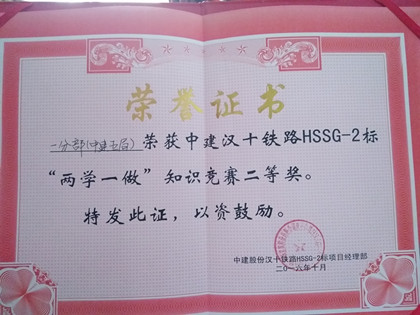 荣誉证书
一分部(中建五局) 荣获中建汉十铁路HSSG-2标
“两学一做”知识竞赛二等奖。
特发此证，以资鼓励。
中建股份汉十铁路HSSG-2标项目经理部
二〇一六年十月